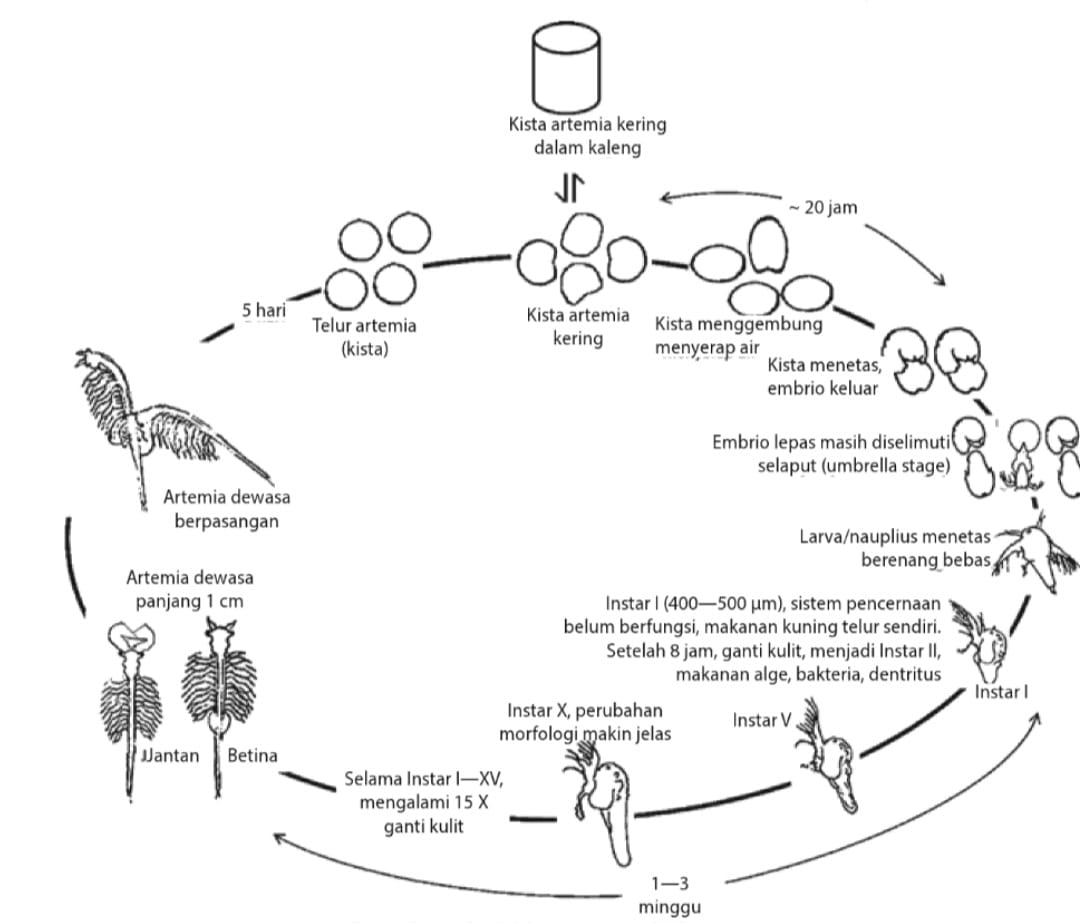 Kista artemia kering
dalam kaleng
~ 20 jam
5 hari
Telur artemia
(kista)
Kista artemia
kering
Kista menggembung
menyerap air
Kista menetas,
embrio keluar
Embrio lepas masih diselimuti
selaput (umbrella stage)
Larva/nauplius menetas
berenang bebas
Instar I (400—500 µm), sistem pencernaan
belum berfungsi, makanan kuning telur sendiri.
Setelah 8 jam, ganti kulit, menjadi Instar II,
makanan alge, bakteria, dentritus
Instar I
Instar V
Instar X, perubahan
morfologi makin jelas
Selama Instar I—XV,
mengalami 15 X
ganti kulit
1—3
minggu
Artemia dewasa
berpasangan
Artemia dewasa
panjang 1 cm
JJantan
Betina